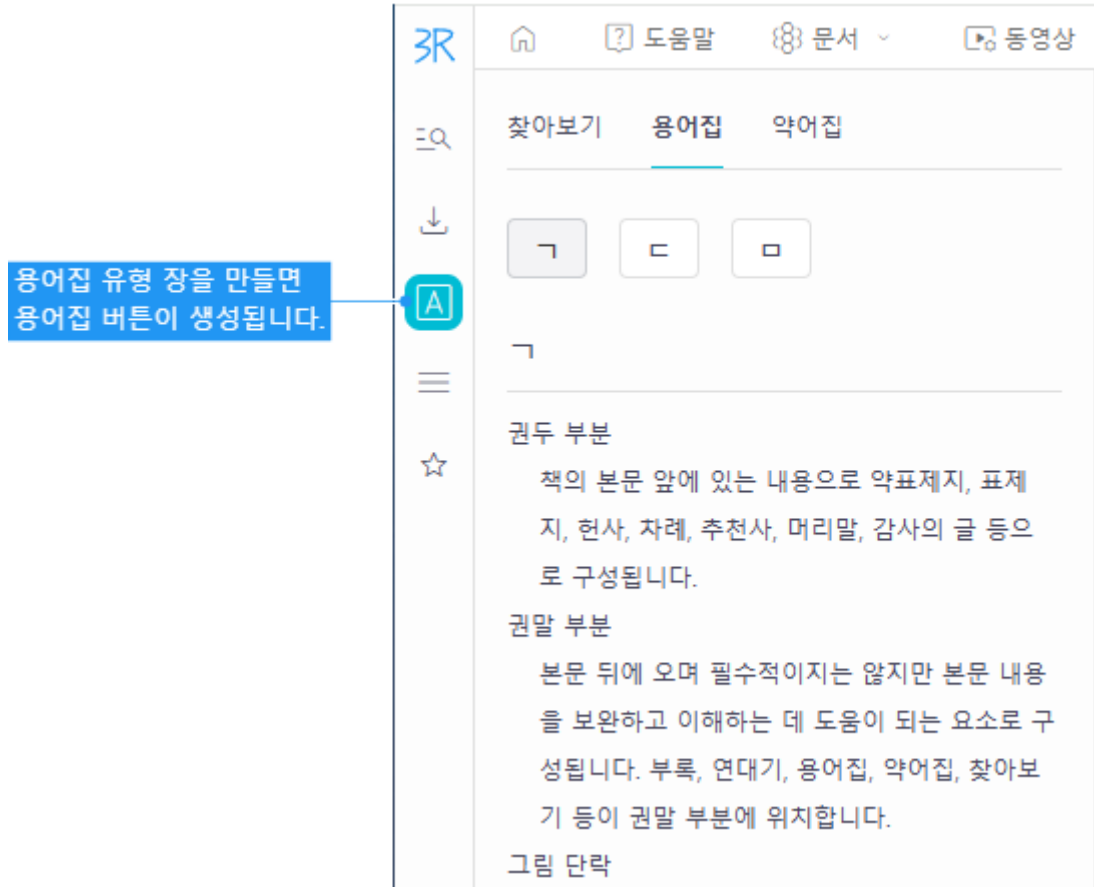 3R
도움말
문서
동영상
찾아보기
용어집
약어집
ㄱ
ㄷ
ㅁ
용어집 유형 장을 만들면
용어집 버튼이 생성됩니다.
A
ㄱ
권두 부분
책의 본문 앞에 있는 내용으로 약표제지, 표제
지, 헌사, 차례, 추천사, 머리말, 감사의 글 등으
로 구성됩니다.
권말 부분
본문 뒤에 오며 필수적이지는 않지만 본문 내용
을 보완하고 이해하는 데 도움이 되는 요소로 구
성됩니다. 부록, 연대기, 용어집, 약어집, 찾아보
기 등이 권말 부분에 위치합니다.
그림 단락